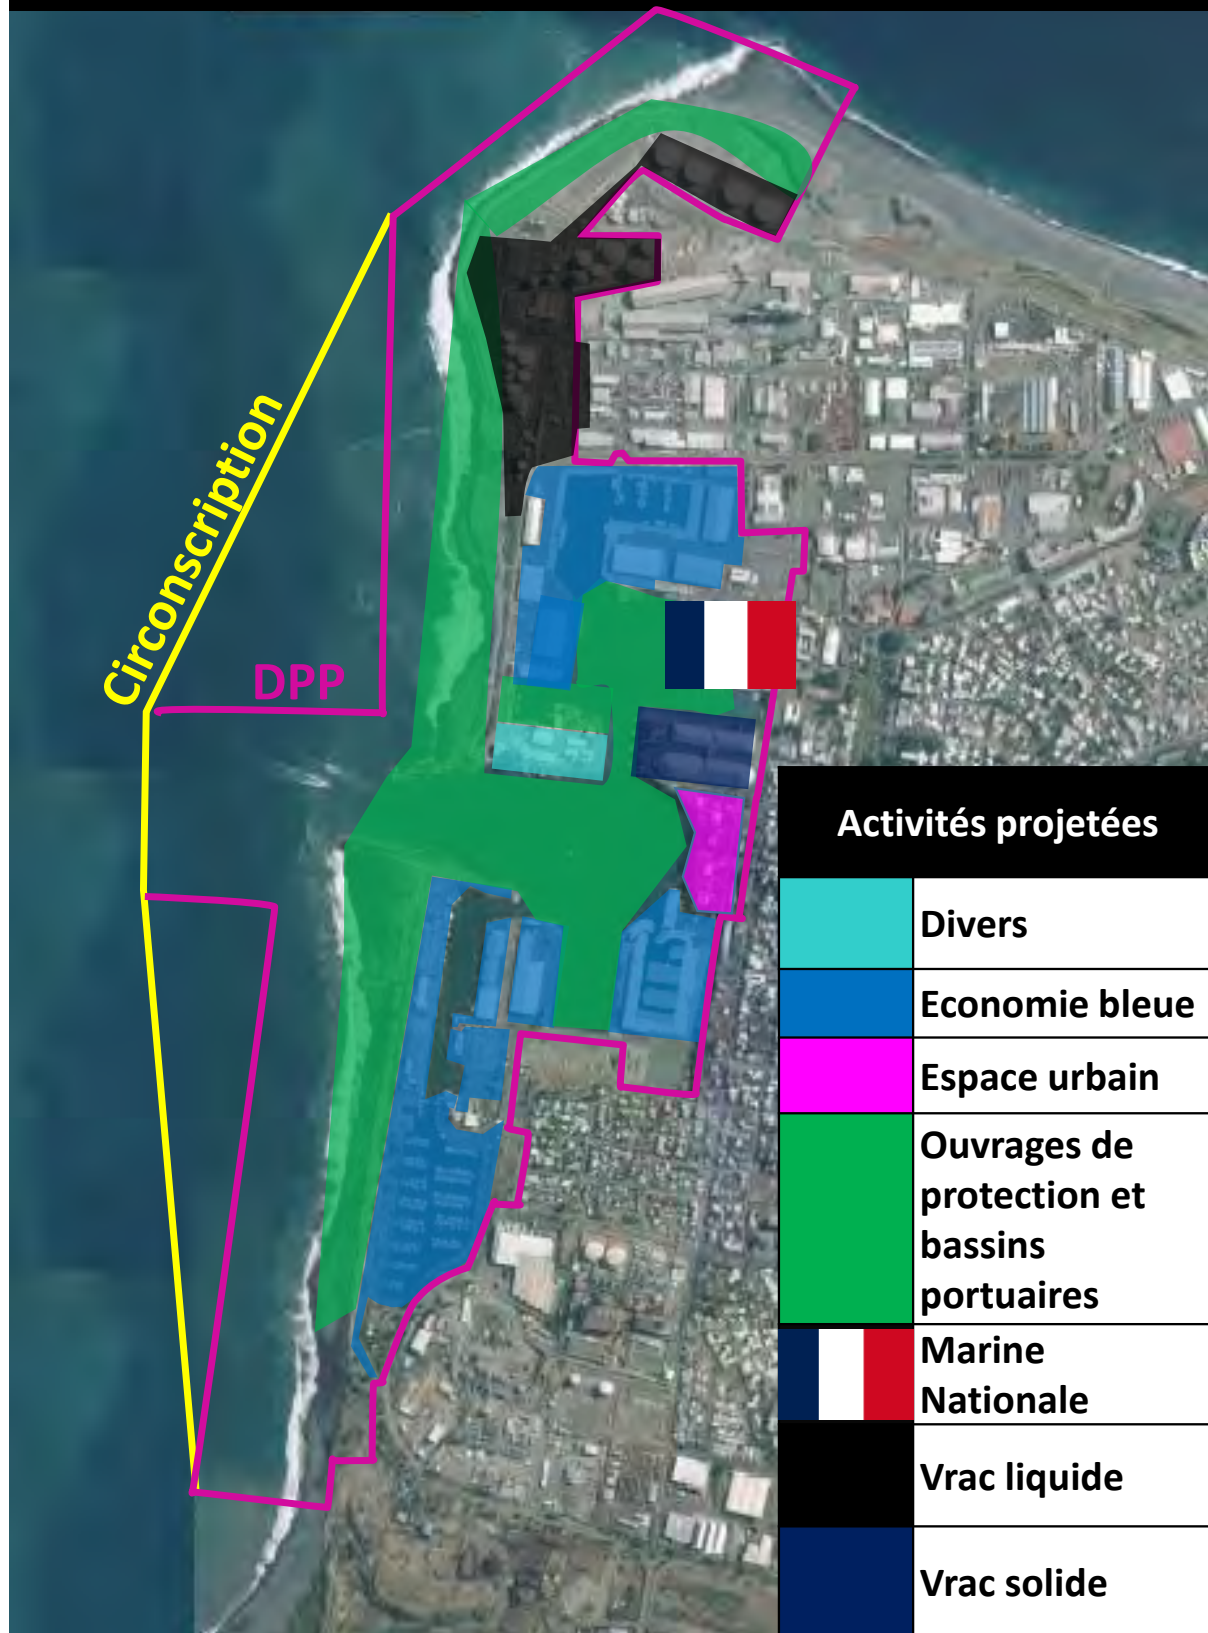 Circonscription
DPP
Activités projetées
Divers
Economie bleue
Espace urbain
Ouvrages de
protection et
bassins
portuaires
Marine
Nationale
Vrac liquide
Vrac solide